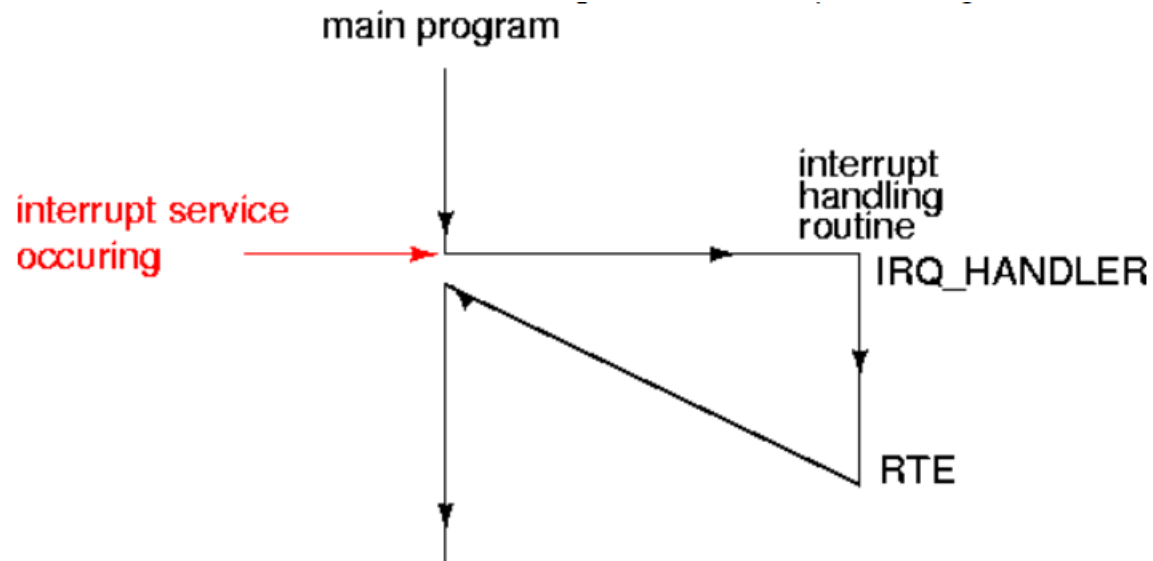 main program
interrupt service
occuring
interrupt
handling
routine
IRQ_HANDLER
RTE